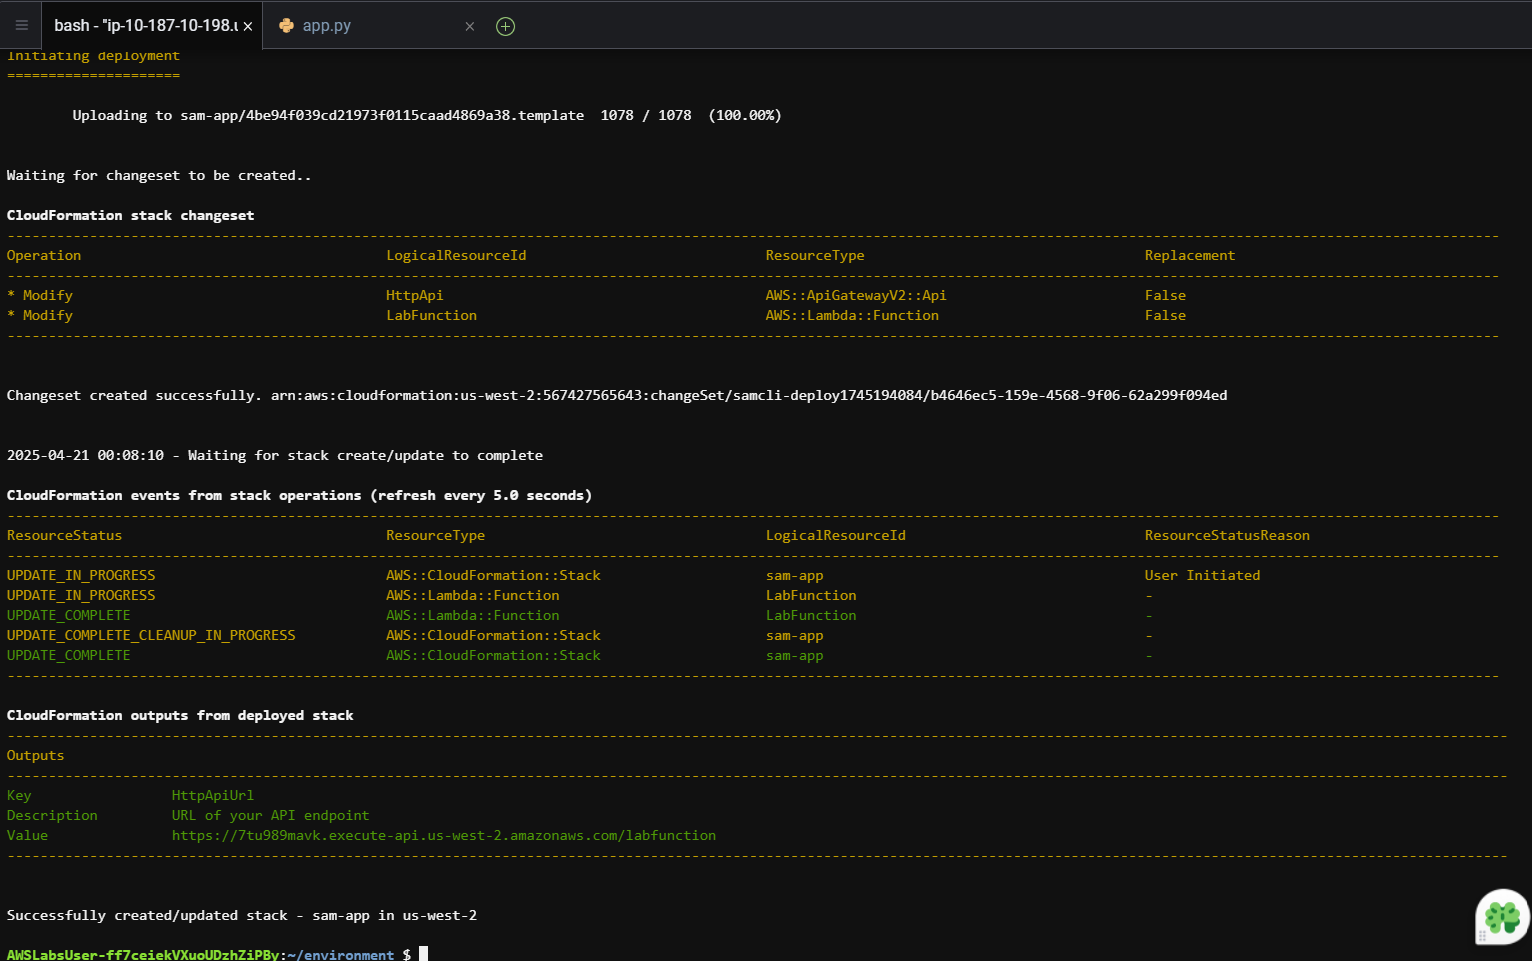 bash - "ip-10-187-10-198.u
app.py
Initiating deployment
=====================
Uploading to sam-app/4be94f039cd21973f0115caad4869a38.template 1078 / 1078 (100.00%)
Waiting for changeset to be created..
CloudFormation stack changeset
Operation LogicalResourceId ResourceType Replacement
* Modify HttpApi AWS::ApiGatewayV2::Api False
* Modify LabFunction AWS::Lambda::Function False
Changeset created successfully. arn:aws:cloudformation:us-west-2:567427565643:changeSet/samcli-deploy1745194084/b4646ec5-159e-4568-9f06-62a299f094ed
2025-04-21 00:08:10 - Waiting for stack create/update to complete
CloudFormation events from stack operations (refresh every 5.0 seconds)
ResourceStatus ResourceType LogicalResourceId ResourceStatusReason
UPDATE_IN_PROGRESS AWS::CloudFormation::Stack sam-app User Initiated
UPDATE_IN_PROGRESS AWS::Lambda::Function LabFunction -
UPDATE_COMPLETE AWS::Lambda::Function LabFunction -
UPDATE_COMPLETE_CLEANUP_IN_PROGRESS AWS::CloudFormation::Stack sam-app -
UPDATE_COMPLETE AWS::CloudFormation::Stack sam-app -
CloudFormation outputs from deployed stack
Outputs
Key HttpApiUrl
Description URL of your API endpoint
Value https://7tu989mavk.execute-api.us-west-2.amazonaws.com/labfunction
Successfully created/updated stack - sam-app in us-west-2
AWSLabsUser-ff7ceiekVXuoUDzhZiPBy:~/environment $